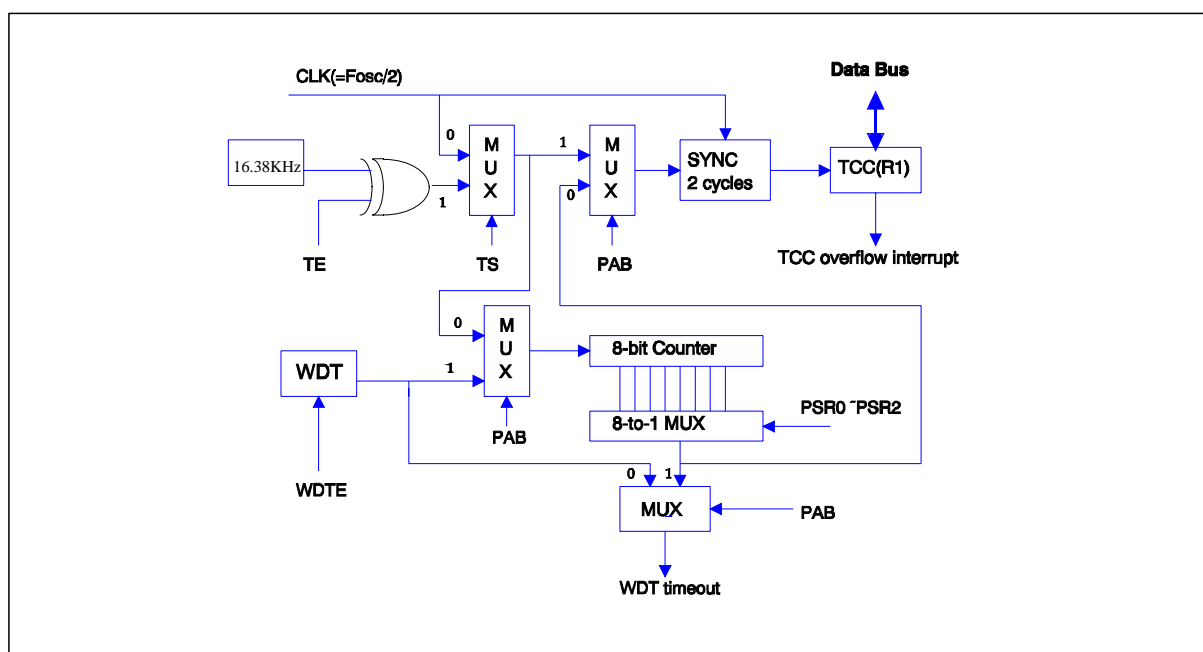 CLK(=Fosc/2)
Data Bus
0
16.38KHz
1
M
U
X
1
0
M
U
X
SYNC
2 cycles
TCC(R1)
TE
TS
PAB
TCC overflow interrupt
0
1
M
U
X
8-bit Counter
WDT
PAB
8-to-1 MUX
PSR0 ~PSR2
WDTE
0
1
MUX
PAB
WDT timeout